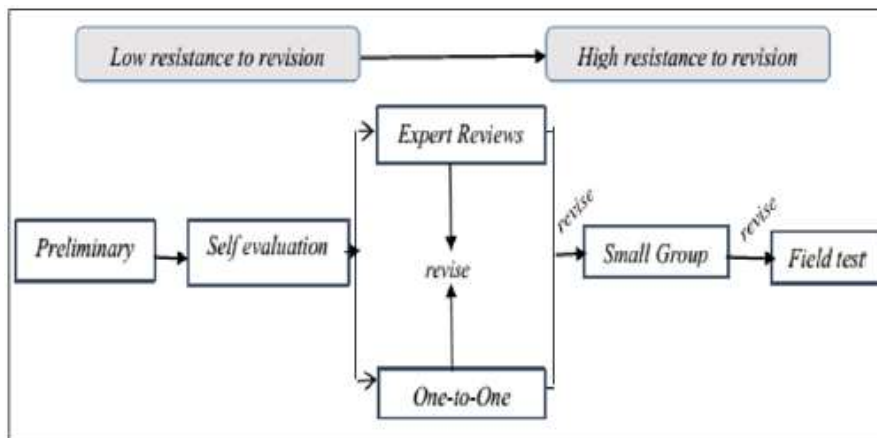 Low resistance to revision
High resistance to revision
Expert Reviews
Preliminary
Self evaluation
revise
revise
Small Group
revise
Field test
One-to-One